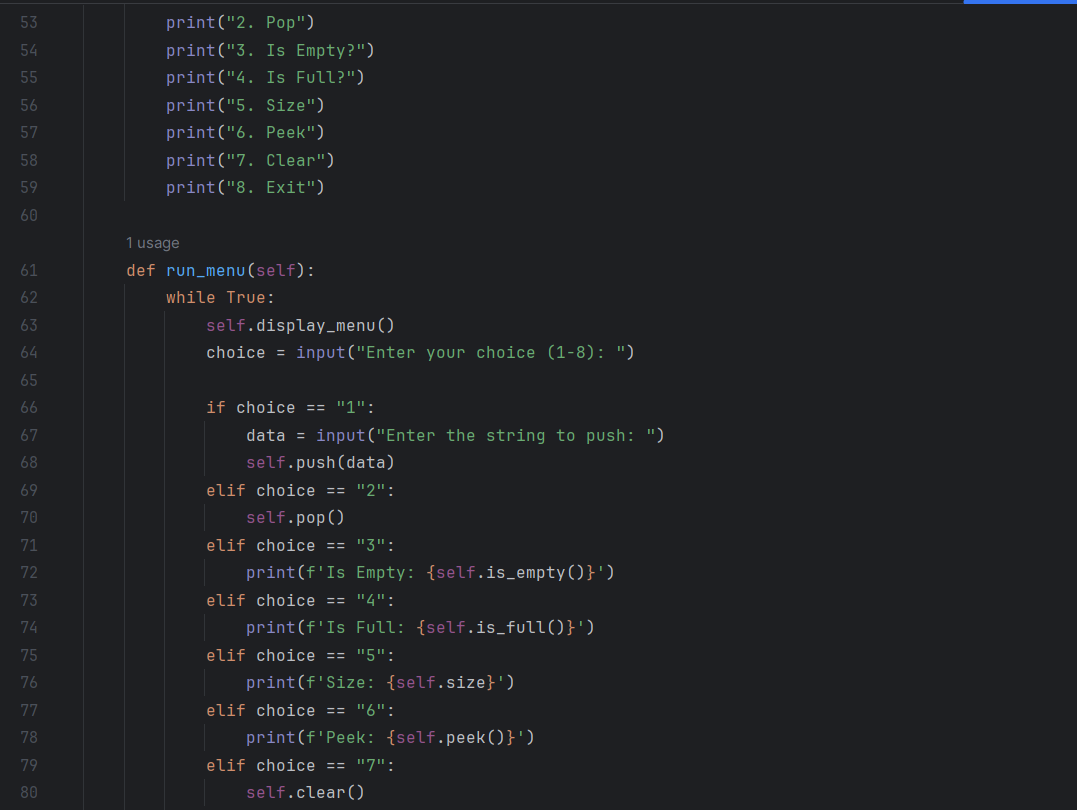 53 print("2. Pop")
54 print("3. Is Empty?")
55 print("4. Is Full?")
56 print("5. Size")
57 print("6. Peek")
58 print("7. Clear")
59 print("8. Exit")
60
1 usage
61 def run_menu(self):
62 while True:
63 self.display_menu()
64 choice = input("Enter your choice (1-8): ")
65
66 if choice == "1":
67 data = input("Enter the string to push: ")
68 self.push(data)
69 elif choice == "2":
70 self.pop()
71 elif choice == "3":
72 print(f'Is Empty: {self.is_empty()}')
73 elif choice == "4":
74 print(f'Is Full: {self.is_full()}')
75 elif choice == "5":
76 print(f'Size: {self.size}')
77 elif choice == "6":
78 print(f'Peek: {self.peek()}')
79 elif choice == "7":
80 self.clear()